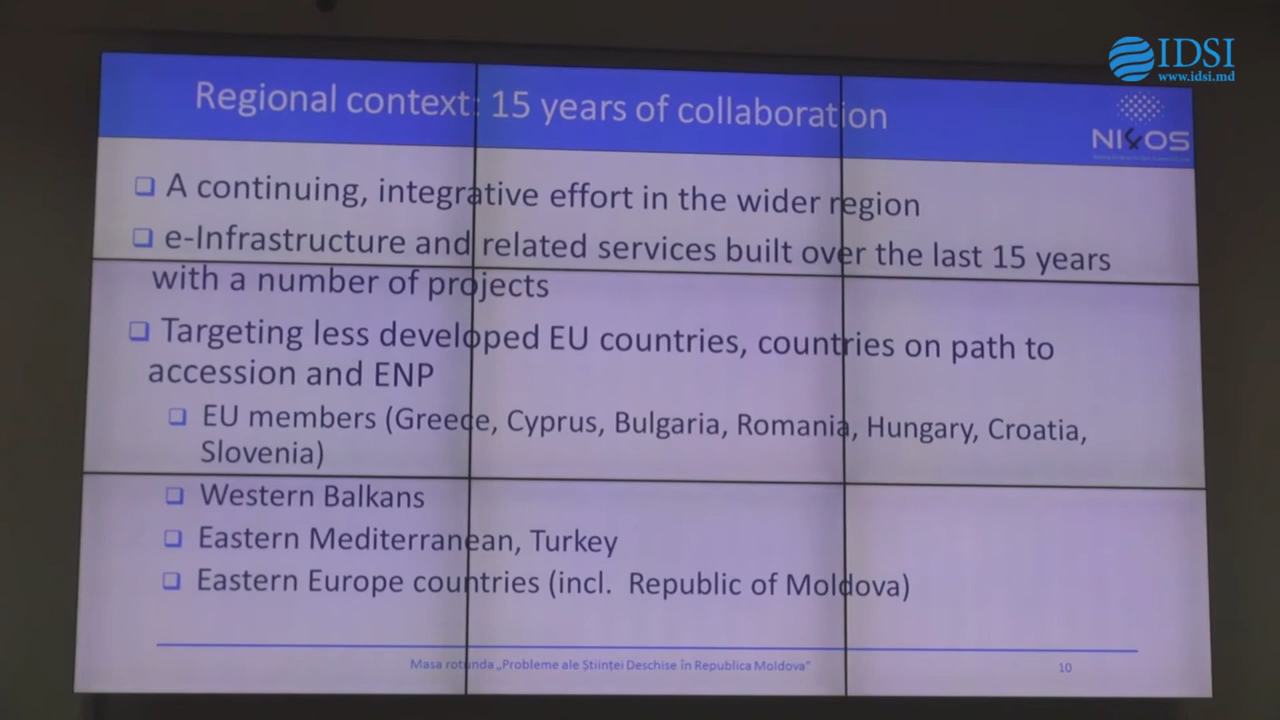 IDSI
www.idsi.md
Regional context: 15 years of collaboration
NI4OS
A continuing, integrative effort in the wider region
e-Infrastructure and related services built over the last 15 years
with a number of projects
Targeting less developed EU countries, countries on path to
accession and ENP
EU members (Greece, Cyprus, Bulgaria, Romania, Hungary, Croatia,
Slovenia)
Western Balkans
Eastern Mediterranean, Turkey
Eastern Europe countries (incl. Republic of Moldova)
Masa rotunda „Probleme ale Științei Deschise în Republica Moldova”
10